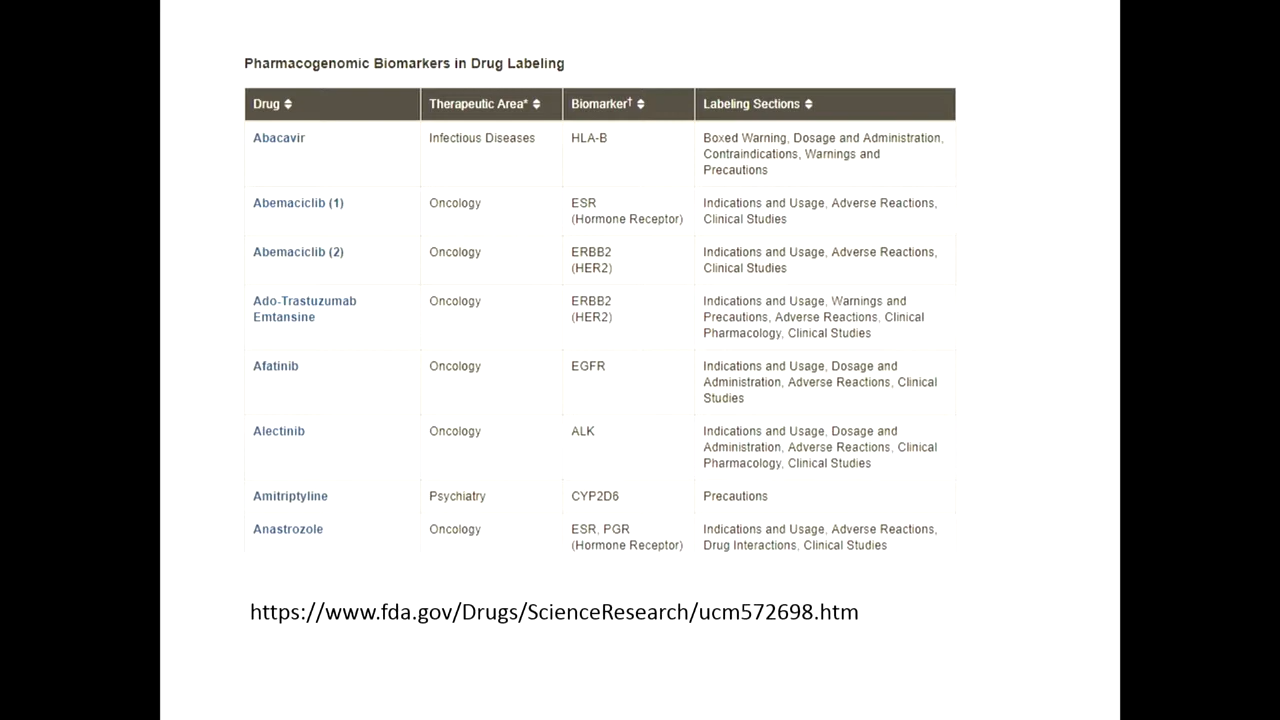 Pharmacogenomic Biomarkers in Drug Labeling
Drug Therapeutic Area* Biomarker† Labeling Sections
Abacavir Infectious Diseases HLA-B Boxed Warning, Dosage and Administration,
Contraindications, Warnings and
Precautions
Abemaciclib (1) Oncology ESR Indications and Usage, Adverse Reactions,
(Hormone Receptor) Clinical Studies
Abemaciclib (2) Oncology ERBB2 Indications and Usage, Adverse Reactions,
(HER2) Clinical Studies
Ado-Trastuzumab Oncology ERBB2 Indications and Usage, Warnings and
Emtansine (HER2) Precautions, Adverse Reactions, Clinical
Pharmacology, Clinical Studies
Afatinib Oncology EGFR Indications and Usage, Dosage and
Administration, Adverse Reactions, Clinical
Studies
Alectinib Oncology ALK Indications and Usage, Dosage and
Administration, Adverse Reactions, Clinical
Pharmacology, Clinical Studies
Amitriptyline Psychiatry CYP2D6 Precautions
Anastrozole Oncology ESR, PGR Indications and Usage, Adverse Reactions,
(Hormone Receptor) Drug Interactions, Clinical Studies
https://www.fda.gov/Drugs/ScienceResearch/ucm572698.htm